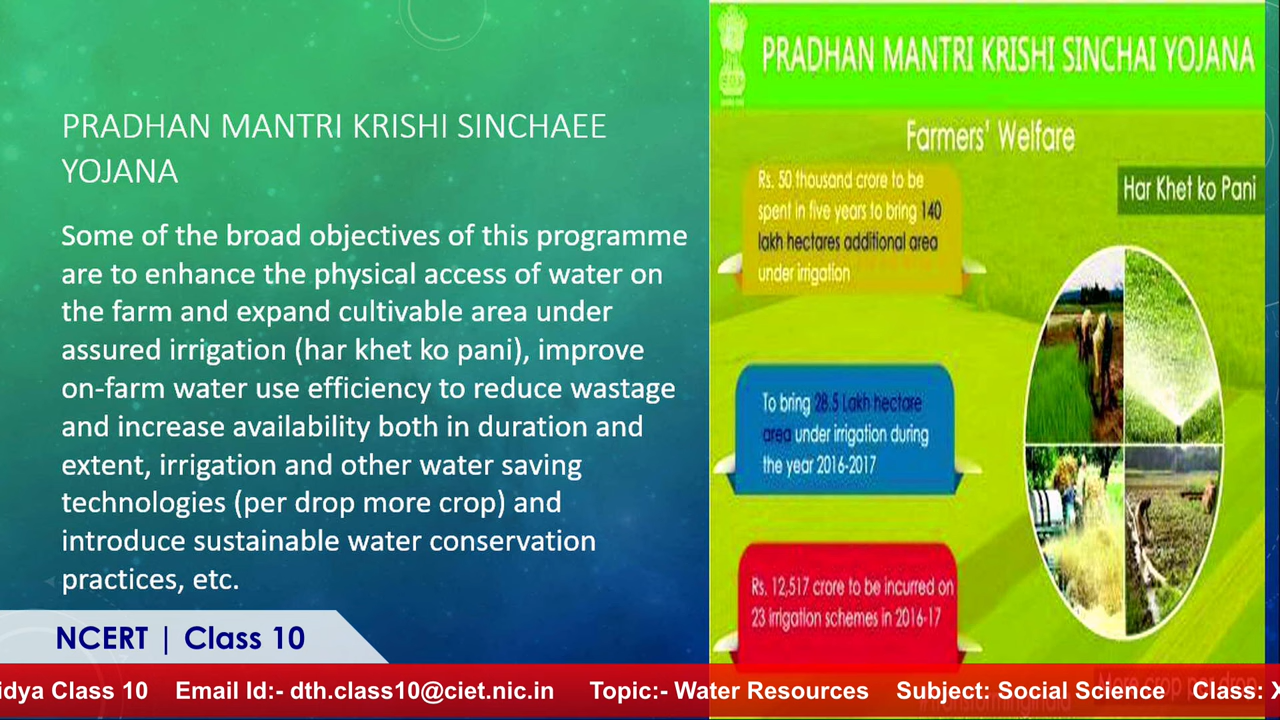 PRADHAN MANTRI KRISHI SINCHAEE
YOJANA
Some of the broad objectives of this programme
are to enhance the physical access of water on
the farm and expand cultivable area under
assured irrigation (har khet ko pani), improve
on-farm water use efficiency to reduce wastage
and increase availability both in duration and
extent, irrigation and other water saving
technologies (per drop more crop) and
introduce sustainable water conservation
practices, etc.
PRADHAN MANTRI KRISHI SINCHAI YOJANA
Farmers' Welfare
Har Khet ko Pani
Rs. 50 thousand crore to be
spent in five years to bring 140
lakh hectares additional area
under irrigation
To bring 28.5 Lakh hectare
area under irrigation during
the year 2016-2017
Rs. 12,517 crore to be incurred on
23 irrigation schemes in 2016-17
More crop per drop
NCERT | Class 10
idya Class 10 Email Id:- dth.class10@ciet.nic.in Topic:- Water Resources Subject: Social Science Class: X